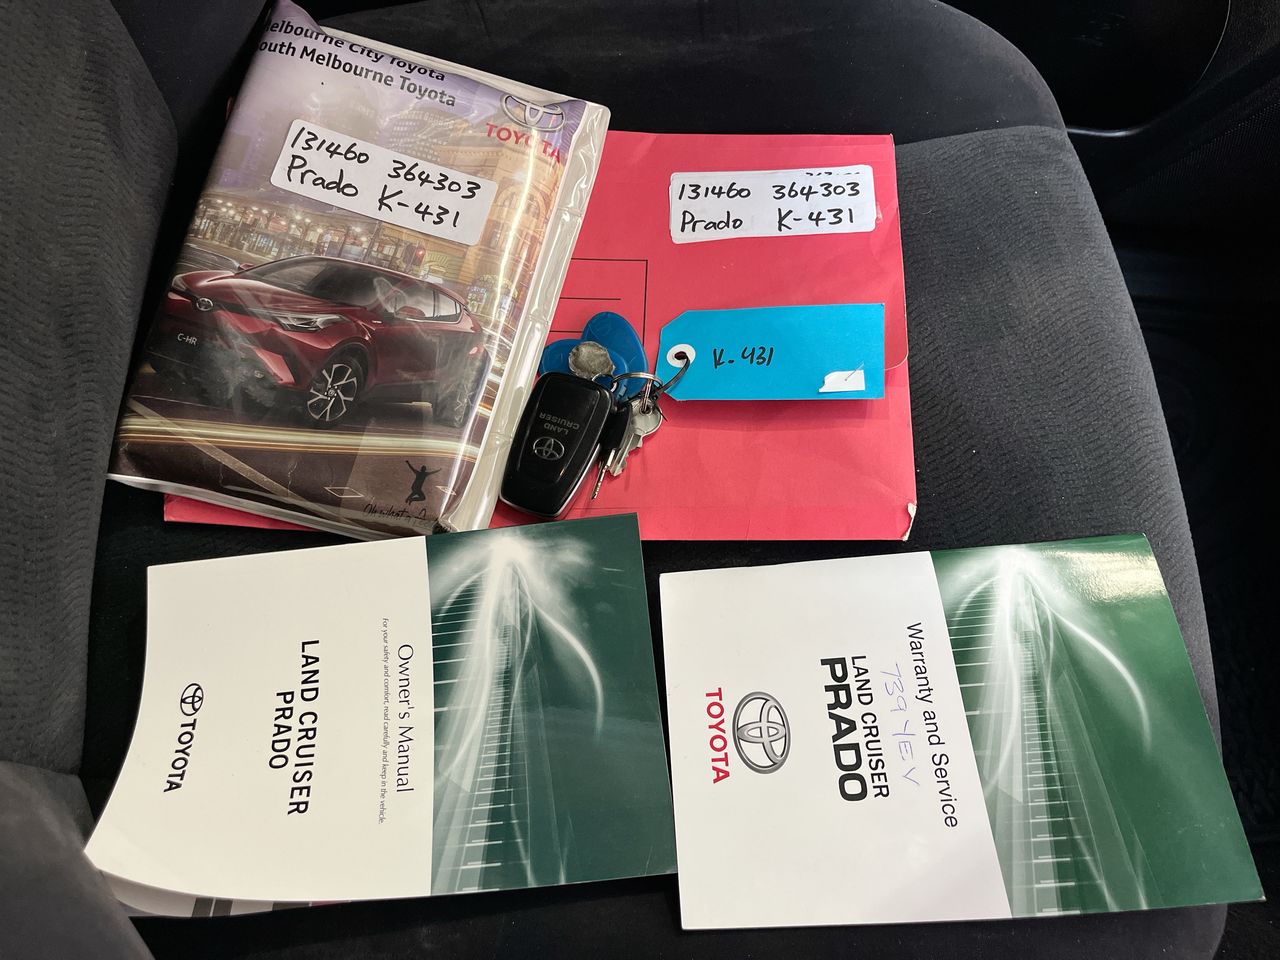 Melbourne City Toyota
South Melbourne Toyota
TOYOTA
131460 364303
Prado K-431
C-HR
131460 364303
Prado K-431
K-431
LAND
CRUISER
Owner's Manual
For your safety and comfort, read carefully and keep in the vehicle.
LAND CRUISER
PRADO
TOYOTA
Warranty and Service
739 YEV
LAND CRUISER
PRADO
TOYOTA